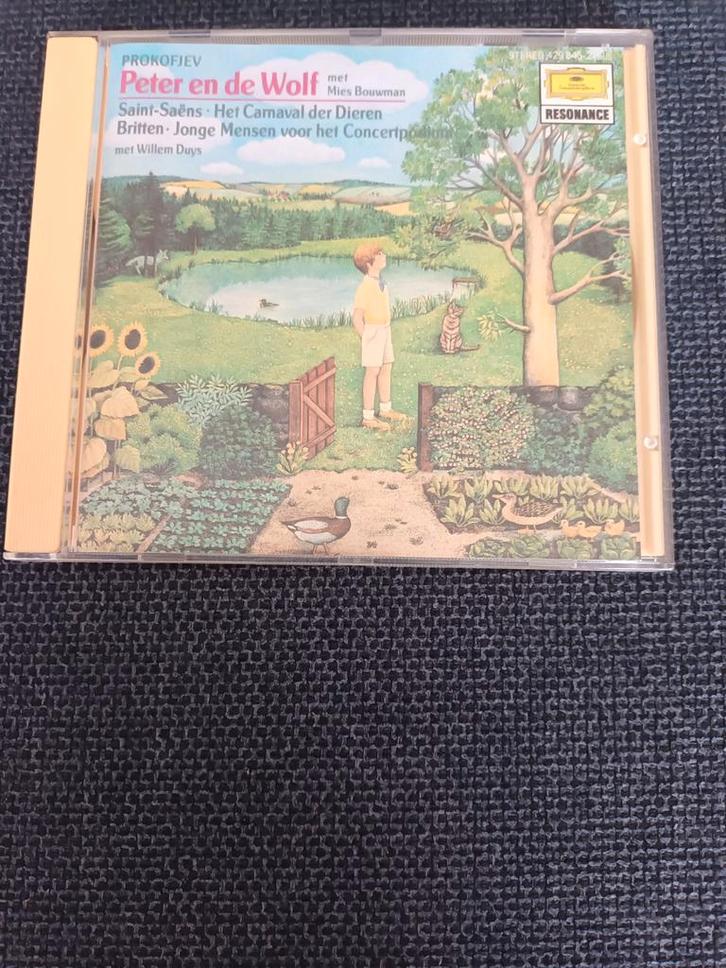 PROKOFJEV
Peter en de Wolf met
Mies Bouwman
Saint-Saëns · Het Carnaval der Dieren
Britten · Jonge Mensen voor het Concertpodium
met Willem Duys
STEREO
RESONANCE